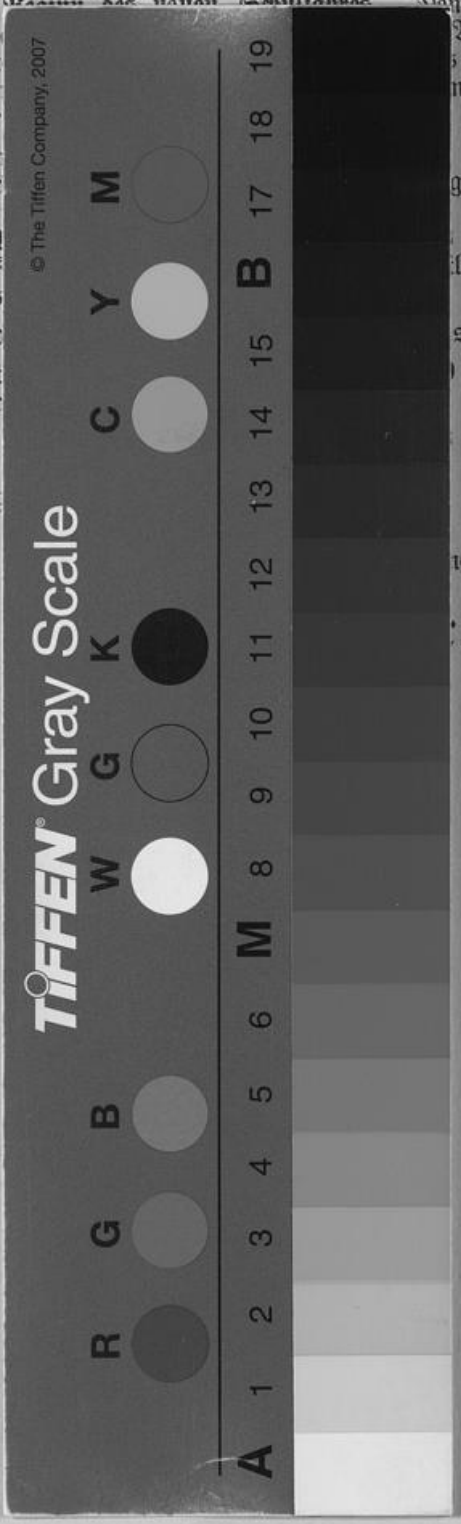 © The Tiffen Company, 2007
TIFFEN® Gray Scale
R G B W G K C Y M
A 1 2 3 4 5 6 M 8 9 10 11 12 13 14 15 B 17 18 19